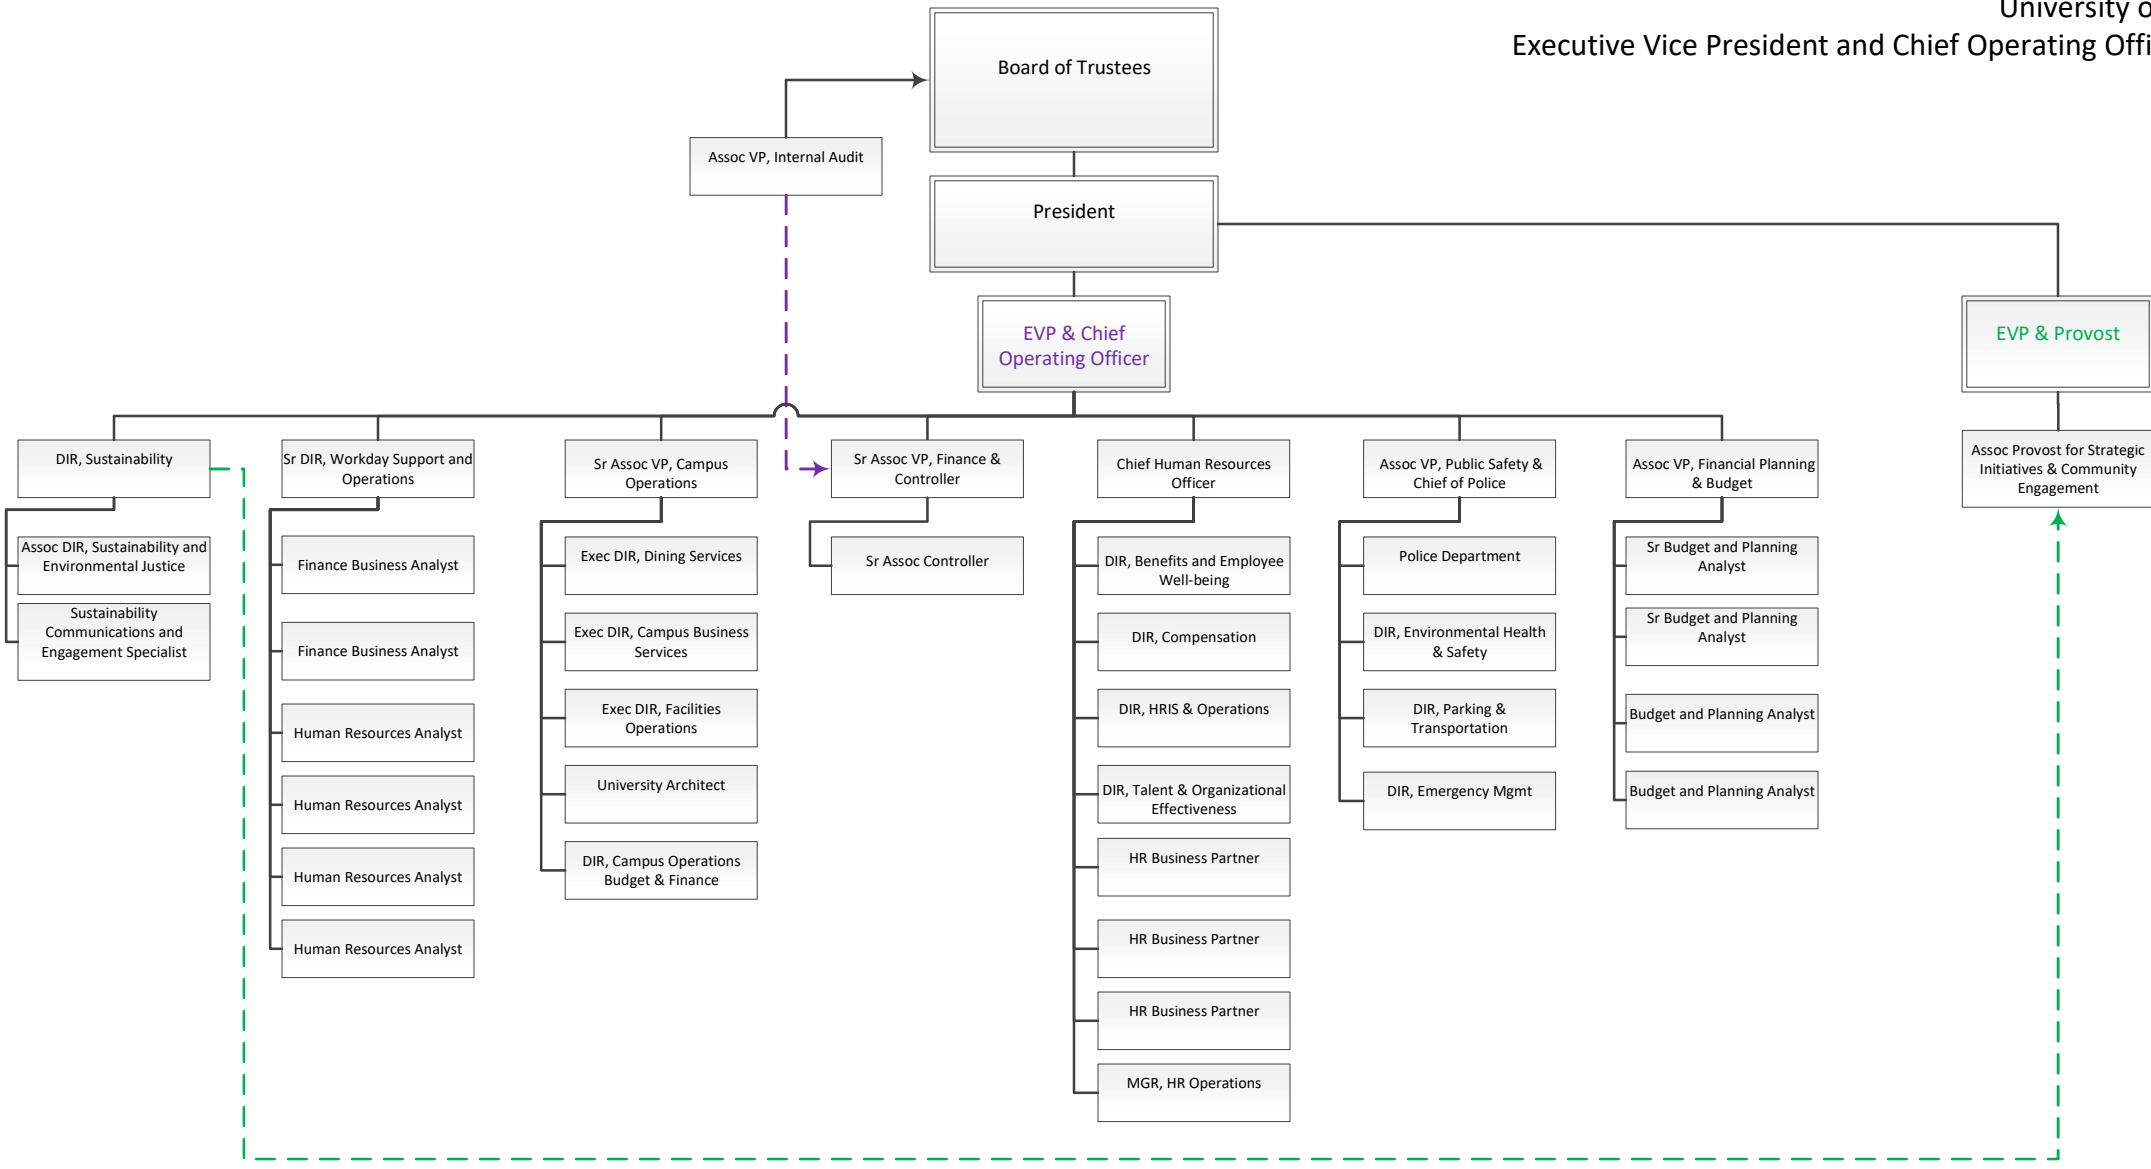 University o
Executive Vice President and Chief Operating Offi
Board of Trustees
Assoc VP, Internal Audit
President
EVP & Chief
Operating Officer
EVP & Provost
DIR, Sustainability
Sr DIR, Workday Support and
Operations
Sr Assoc VP, Campus
Operations
Sr Assoc VP, Finance &
Controller
Chief Human Resources
Officer
Assoc VP, Public Safety &
Chief of Police
Assoc VP, Financial Planning
& Budget
Assoc Provost for Strategic
Initiatives & Community
Engagement
Assoc DIR, Sustainability and
Environmental Justice
Sustainability
Communications and
Engagement Specialist
Finance Business Analyst
Finance Business Analyst
Human Resources Analyst
Human Resources Analyst
Human Resources Analyst
Human Resources Analyst
Exec DIR, Dining Services
Exec DIR, Campus Business
Services
Exec DIR, Facilities
Operations
University Architect
DIR, Campus Operations
Budget & Finance
Sr Assoc Controller
DIR, Benefits and Employee
Well-being
DIR, Compensation
DIR, HRIS & Operations
DIR, Talent & Organizational
Effectiveness
HR Business Partner
HR Business Partner
HR Business Partner
MGR, HR Operations
Police Department
DIR, Environmental Health
& Safety
DIR, Parking &
Transportation
DIR, Emergency Mgmt
Sr Budget and Planning
Analyst
Sr Budget and Planning
Analyst
Budget and Planning Analyst
Budget and Planning Analyst